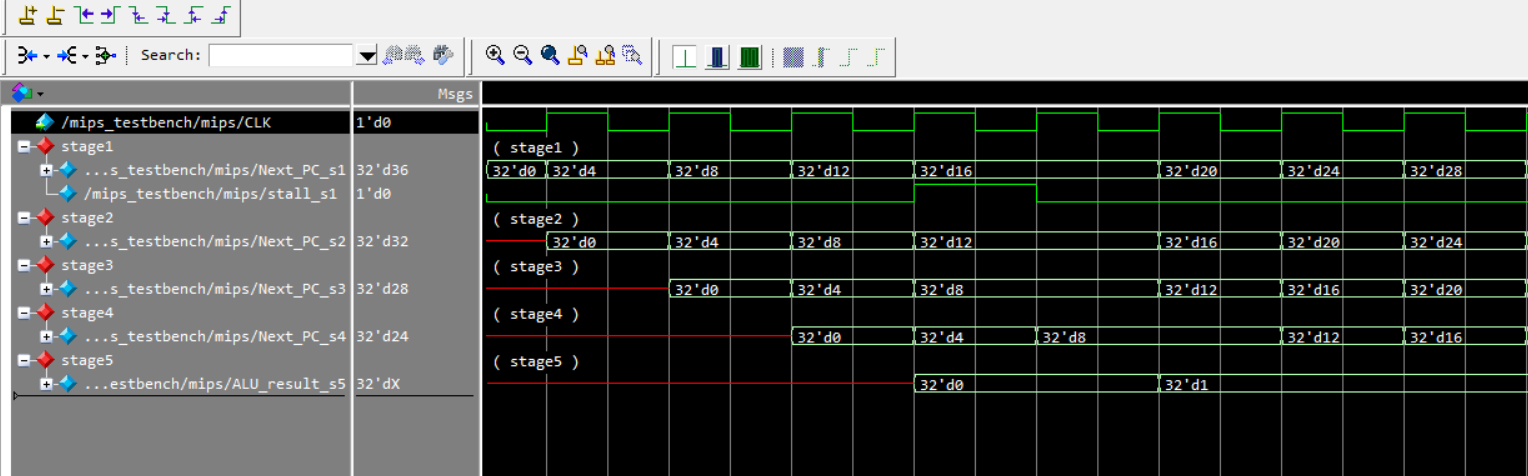 Search:
Msgs
/mips_testbench/mips/CLK 1'd0
stage1 ( stage1 )
...s_testbench/mips/Next_PC_s1 32'd36 32'd0 32'd4 32'd8 32'd12 32'd16 32'd20 32'd24 32'd28
/mips_testbench/mips/stall_s1 1'd0
stage2 ( stage2 )
...s_testbench/mips/Next_PC_s2 32'd32 32'd0 32'd4 32'd8 32'd12 32'd16 32'd20 32'd24
stage3 ( stage3 )
...s_testbench/mips/Next_PC_s3 32'd28 32'd0 32'd4 32'd8 32'd12 32'd16 32'd20
stage4 ( stage4 )
...s_testbench/mips/Next_PC_s4 32'd24 32'd0 32'd4 32'd8 32'd12 32'd16
stage5 ( stage5 )
...estbench/mips/ALU_result_s5 32'dX 32'd0 32'd1